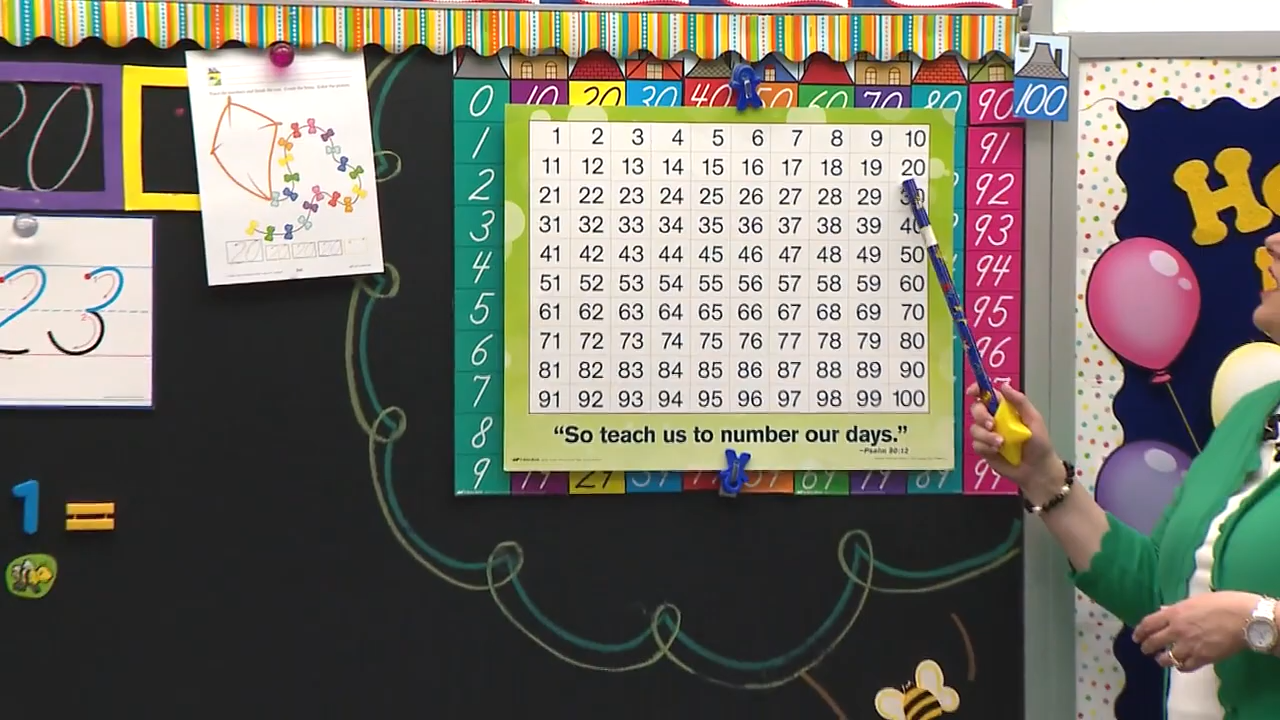 0 10 20 30 40 50 60 70 80 90 100
1 91
2 92
3 93
4 94
5 95
6 96
7
8
9 99
1 2 3 4 5 6 7 8 9 10
11 12 13 14 15 16 17 18 19 20
21 22 23 24 25 26 27 28 29 30
31 32 33 34 35 36 37 38 39 40
41 42 43 44 45 46 47 48 49 50
51 52 53 54 55 56 57 58 59 60
61 62 63 64 65 66 67 68 69 70
71 72 73 74 75 76 77 78 79 80
81 82 83 84 85 86 87 88 89 90
91 92 93 94 95 96 97 98 99 100
“So teach us to number our days.”
—Psalm 90:12
20
23
20
1 =